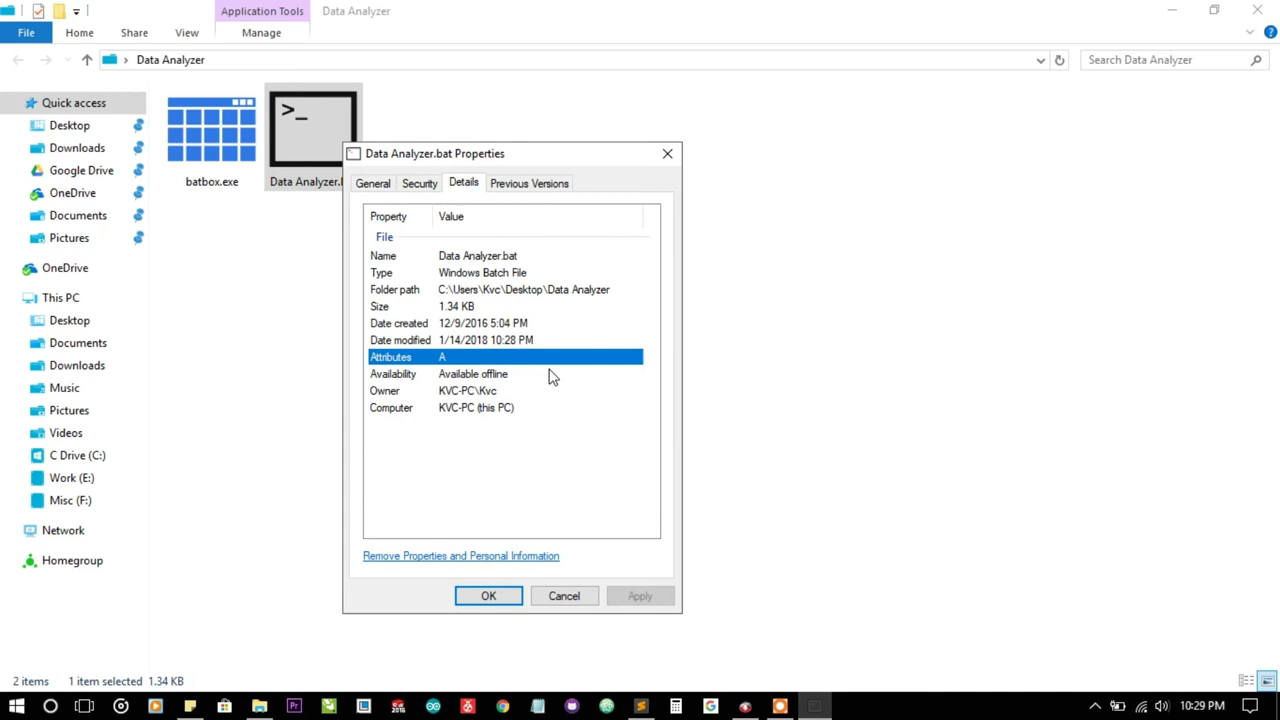 Application Tools
Data Analyzer
File
Home
Share
View
Manage
Data Analyzer
Search Data Analyzer
Quick access
Desktop
Downloads
Google Drive
OneDrive
Documents
Pictures
OneDrive
This PC
Desktop
Documents
Downloads
Music
Pictures
Videos
C Drive (C:)
Work (E:)
Misc (F:)
Network
Homegroup
>_
batbox.exe
Data Analyzer.
Data Analyzer.bat Properties
General
Security
Details
Previous Versions
Property Value
File
Name Data Analyzer.bat
Type Windows Batch File
Folder path C:\Users\Kvc\Desktop\Data Analyzer
Size 1.34 KB
Date created 12/9/2016 5:04 PM
Date modified 1/14/2018 10:28 PM
Attributes A
Availability Available offline
Owner KVC-PC\Kvc
Computer KVC-PC (this PC)
Remove Properties and Personal Information
OK
Cancel
Apply
2 items 1 item selected 1.34 KB
Pr
2016
G
10:29 PM